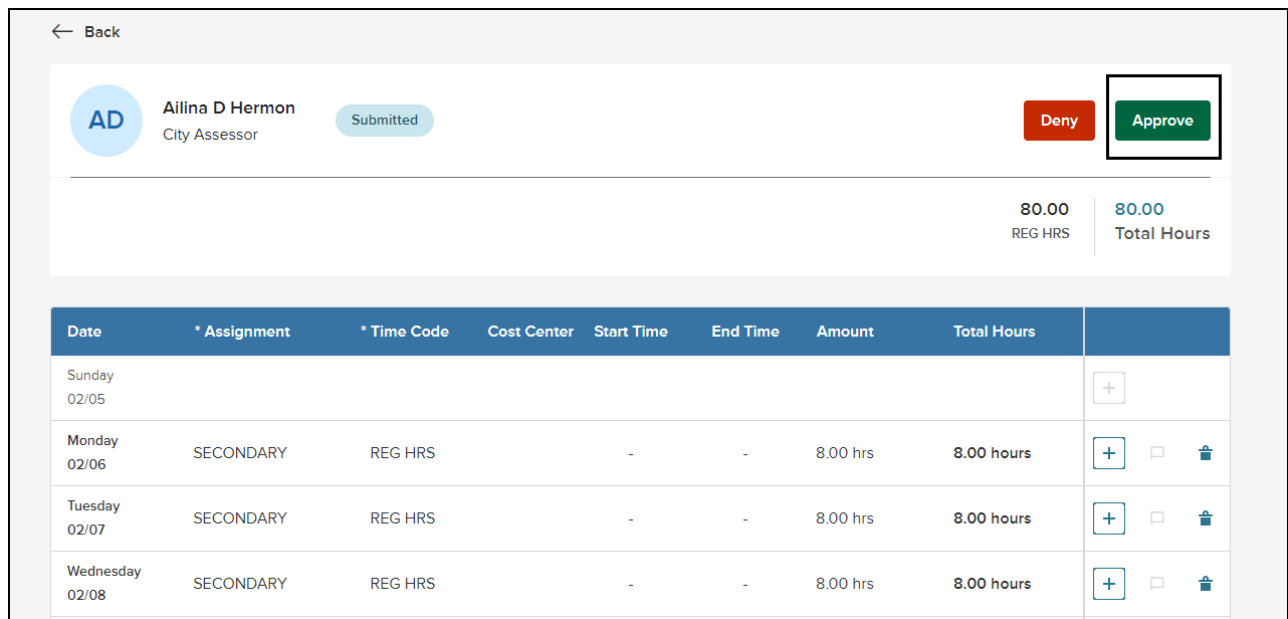 ← Back
AD
Ailina D Hermon
City Assessor
Submitted
Deny
Approve
80.00
REG HRS
80.00
Total Hours
Date * Assignment * Time Code Cost Center Start Time End Time Amount Total Hours
Sunday
02/05
+
Monday
02/06
SECONDARY REG HRS - - 8.00 hrs 8.00 hours +
Tuesday
02/07
SECONDARY REG HRS - - 8.00 hrs 8.00 hours +
Wednesday
02/08
SECONDARY REG HRS - - 8.00 hrs 8.00 hours +